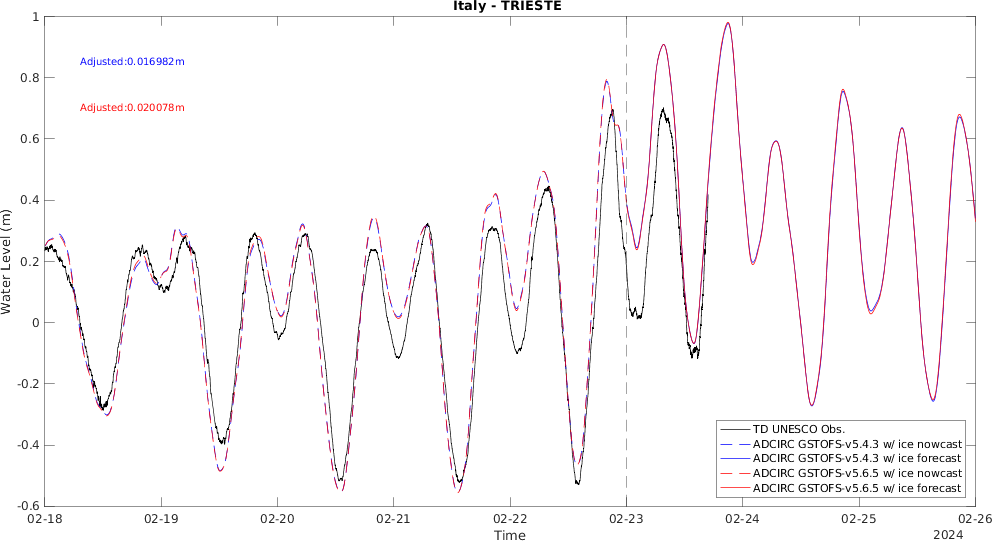 Italy - TRIESTE
Adjusted:0.016982m
Adjusted:0.020078m
Water Level (m)
1
0.8
0.6
0.4
0.2
0
-0.2
-0.4
-0.6
TD UNESCO Obs.
ADCIRC GSTOFS-v5.4.3 w/ ice nowcast
ADCIRC GSTOFS-v5.4.3 w/ ice forecast
ADCIRC GSTOFS-v5.6.5 w/ ice nowcast
ADCIRC GSTOFS-v5.6.5 w/ ice forecast
02-18 02-19 02-20 02-21 02-22 02-23 02-24 02-25 02-26
Time
2024